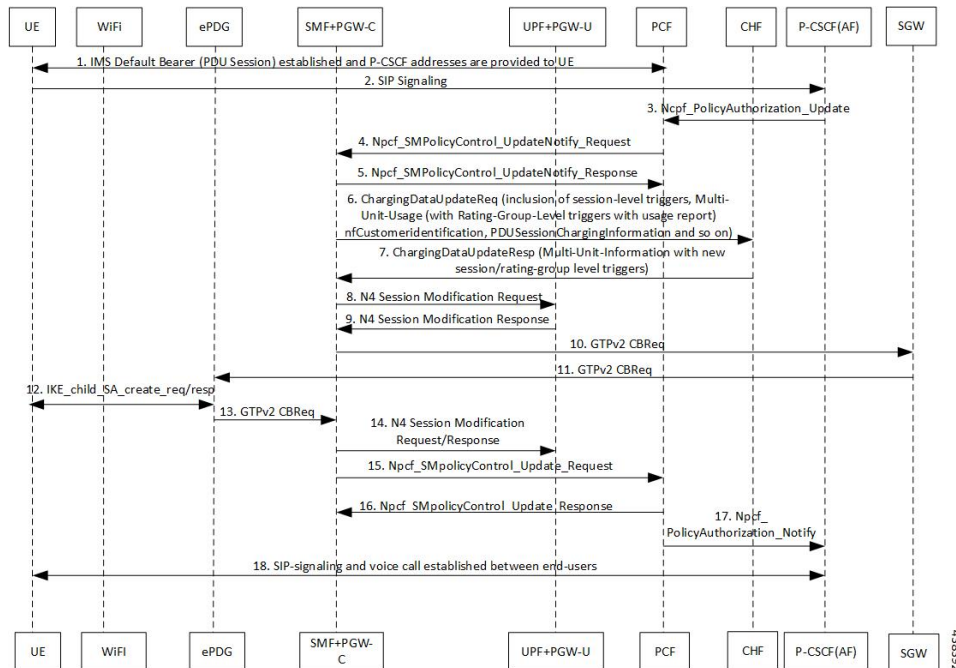 UE
WiFi
ePDG
SMF+PGW-C
UPF+PGW-U
PCF
CHF
P-CSCF(AF)
SGW
1. IMS Default Bearer (PDU Session) established and P-CSCF addresses are provided to UE
2. SIP Signaling
3. Ncpf_PolicyAuthorization_Update
4. Npcf_SMPolicyControl_UpdateNotify_Request
5. Npcf_SMPolicyControl_UpdateNotify_Response
6. ChargingDataUpdateReq (inclusion of session-level triggers, Multi-
Unit-Usage (with Rating-Group-Level triggers with usage report)
nfCustomeridentification, PDUSessionChargingInformation and so on)
7. ChargingDataUpdateResp (Multi-Unit-Information with new
session/rating-group level triggers)
8. N4 Session Modification Request
9. N4 Session Modification Response
10. GTPv2 CBReq
11. GTPv2 CBReq
12. IKE_child_SA_create_req/resp
13. GTPv2 CBReq
14. N4 Session Modification
Request/Response
15. Npcf_SMpolicyControl_Update_Request
16. Npcf_SMpolicyControl_Update_Response
17. Npcf_
PolicyAuthorization_Notify
18. SIP-signaling and voice call established between end-users
UE
WiFI
ePDG
SMF+PGW-
C
UPF+PGW-U
PCF
CHF
P-CSCF(AF)
SGW